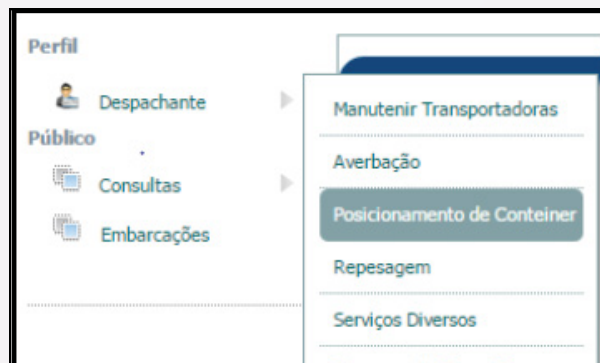 Perfil
Despachante
Público
Consultas
Embarcações
Manutenir Transportadoras
Averbação
Posicionamento de Conteiner
Repesagem
Serviços Diversos